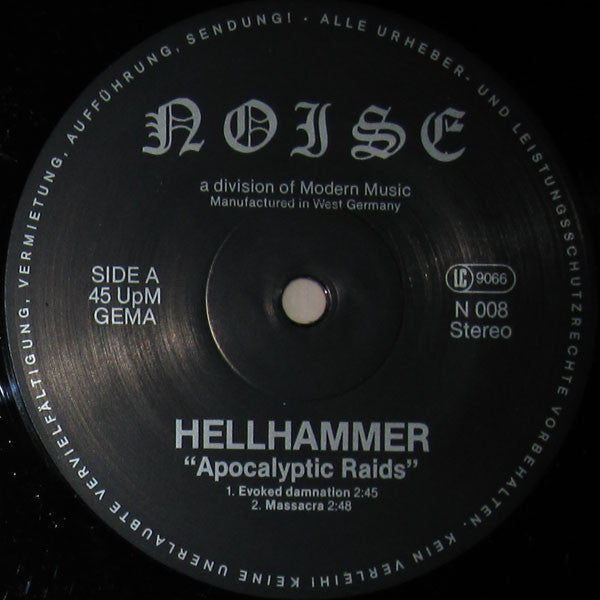 NOISE
a division of Modern Music
Manufactured in West Germany
SIDE A
45 UpM
GEMA
LC 9066
N 008
Stereo
HELLHAMMER
“Apocalyptic Raids”
1. Evoked damnation 2:45
2. Massacra 2:48
ALLE URHEBER- UND LEISTUNGSSCHUTZRECHTE VORBEHALTEN · KEIN VERLEIH! KEINE UNERLAUBTE VERVIELFÄLTIGUNG, VERMIETUNG, AUFFÜHRUNG, SENDUNG! ·